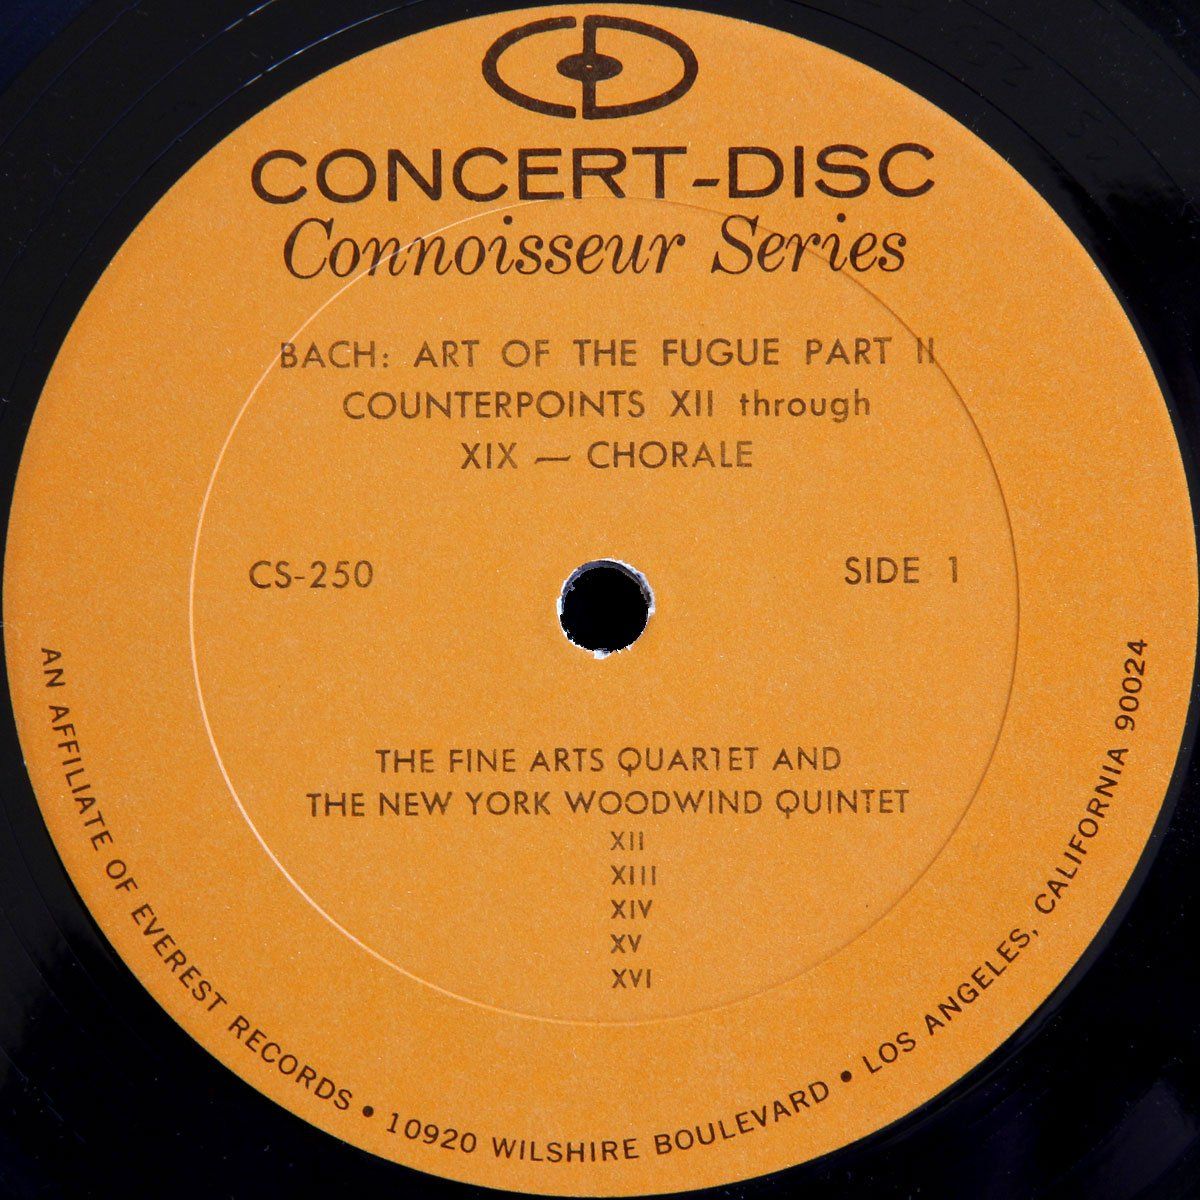 CD
CONCERT-DISC
Connoisseur Series
BACH: ART OF THE FUGUE PART II
COUNTERPOINTS XII through
XIX — CHORALE
CS-250
SIDE 1
THE FINE ARTS QUARTET AND
THE NEW YORK WOODWIND QUINTET
XII
XIII
XIV
XV
XVI
AN AFFILIATE OF EVEREST RECORDS • 10920 WILSHIRE BOULEVARD • LOS ANGELES, CALIFORNIA 90024